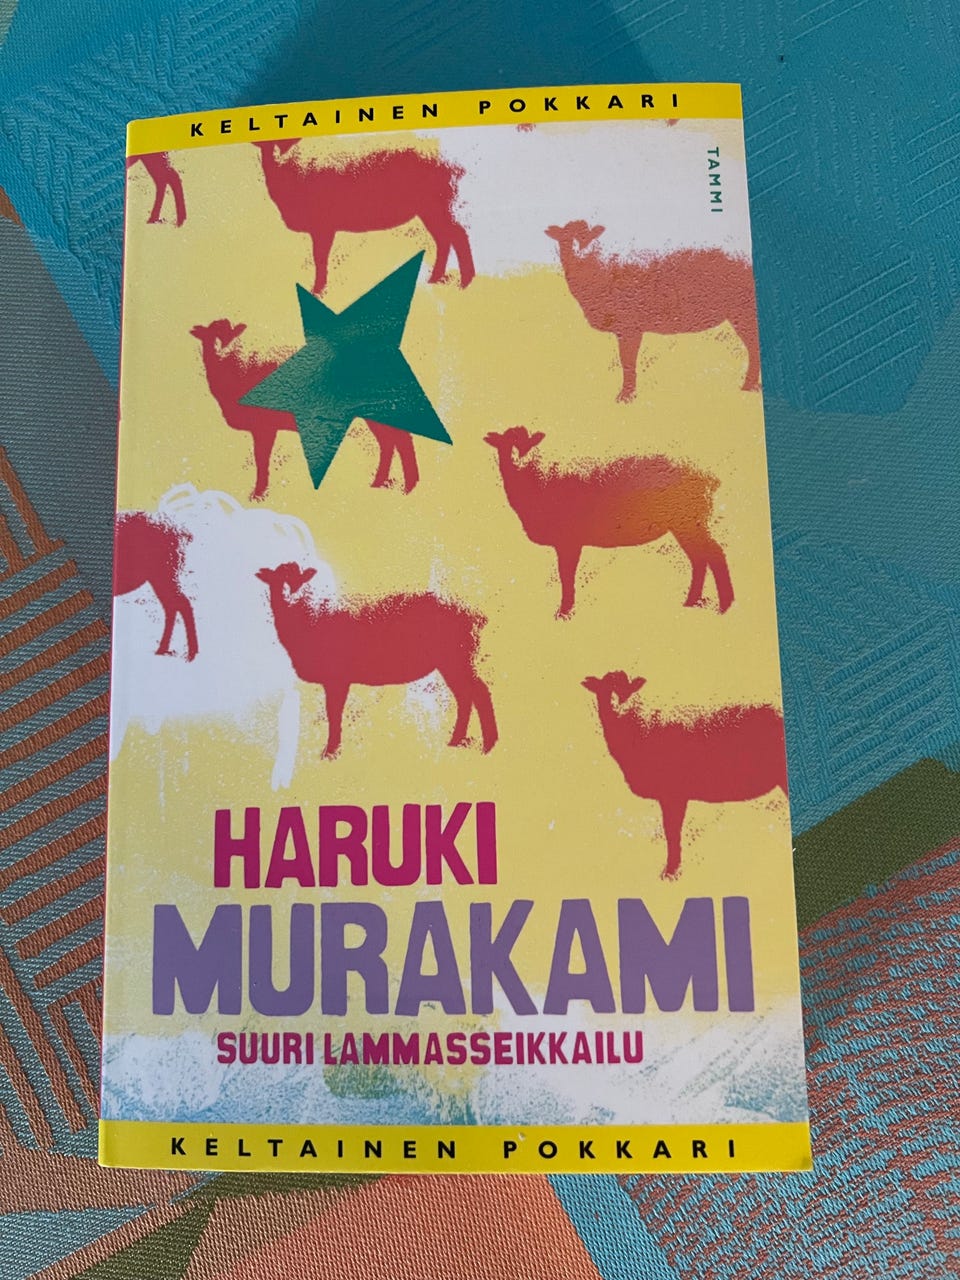 KELTAINEN POKKARI
TAMMI
HARUKI
MURAKAMI
SUURI LAMMASSEIKKAILU
KELTAINEN POKKARI